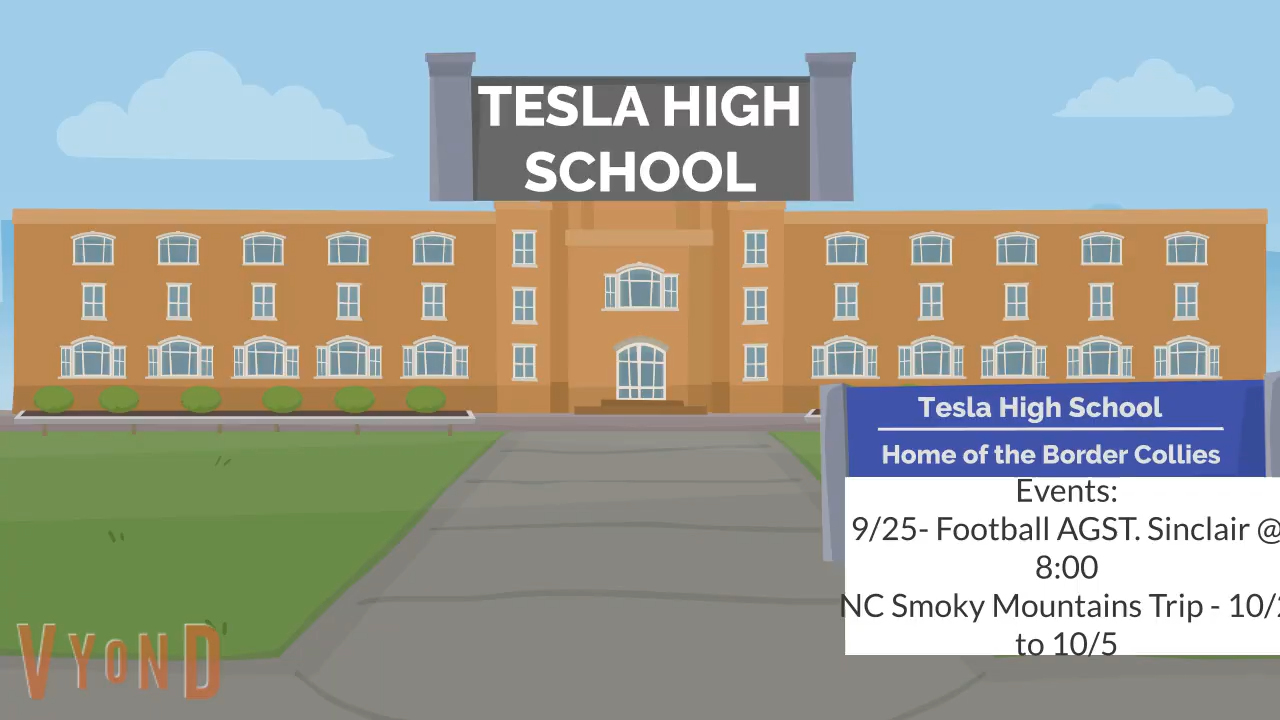 TESLA HIGH
SCHOOL
Tesla High School
Home of the Border Collies
Events:
9/25- Football AGST. Sinclair @
8:00
NC Smoky Mountains Trip - 10/2
to 10/5
VYOND